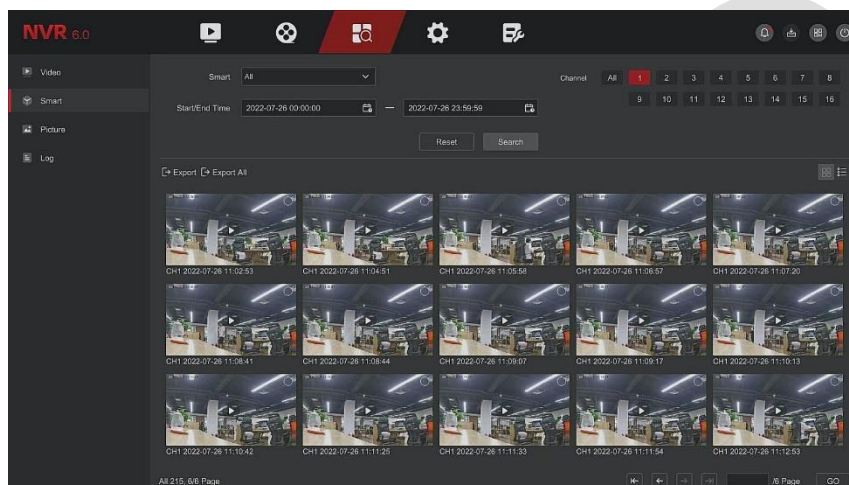 NVR 6.0
Video
Smart
Picture
Log
Smart All
Channel All 1 2 3 4 5 6 7 8
9 10 11 12 13 14 15 16
Start/End Time 2022-07-26 00:00:00 — 2022-07-26 23:59:59
Reset Search
Export Export All
CH1 2022-07-26 11:02:53
CH1 2022-07-26 11:04:51
CH1 2022-07-26 11:05:58
CH1 2022-07-26 11:06:57
CH1 2022-07-26 11:07:20
CH1 2022-07-26 11:08:41
CH1 2022-07-26 11:08:44
CH1 2022-07-26 11:09:07
CH1 2022-07-26 11:09:17
CH1 2022-07-26 11:10:13
CH1 2022-07-26 11:10:42
CH1 2022-07-26 11:11:25
CH1 2022-07-26 11:11:33
CH1 2022-07-26 11:11:54
CH1 2022-07-26 11:12:53
All 215, 6/6 Page
/6 Page GO